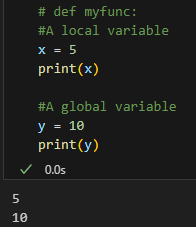 # def myfunc:
#A local variable
x = 5
print(x)
#A global variable
y = 10
print(y)
0.0s
5
10